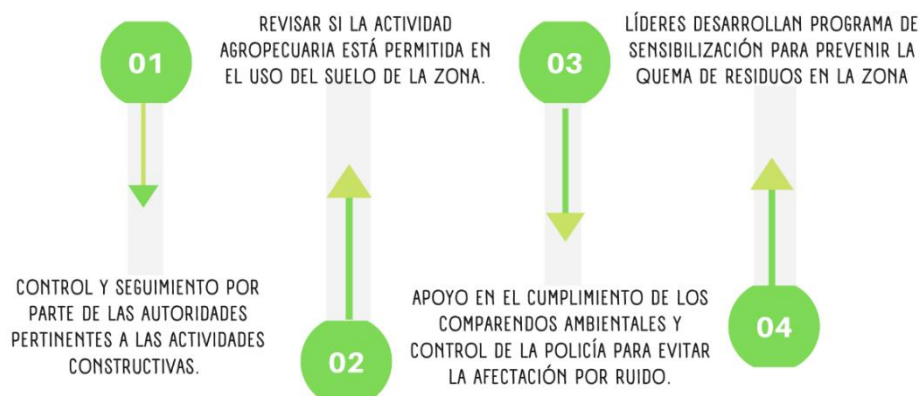 01
CONTROL Y SEGUIMIENTO POR
PARTE DE LAS AUTORIDADES
PERTINENTES A LAS ACTIVIDADES
CONSTRUCTIVAS.
REVISAR SI LA ACTIVIDAD
AGROPECUARIA ESTÁ PERMITIDA EN
EL USO DEL SUELO DE LA ZONA.
02
03
APOYO EN EL CUMPLIMIENTO DE LOS
COMPARENDOS AMBIENTALES Y
CONTROL DE LA POLICÍA PARA EVITAR
LA AFECTACIÓN POR RUIDO.
LÍDERES DESARROLLAN PROGRAMA DE
SENSIBILIZACIÓN PARA PREVENIR LA
QUEMA DE RESIDUOS EN LA ZONA
04